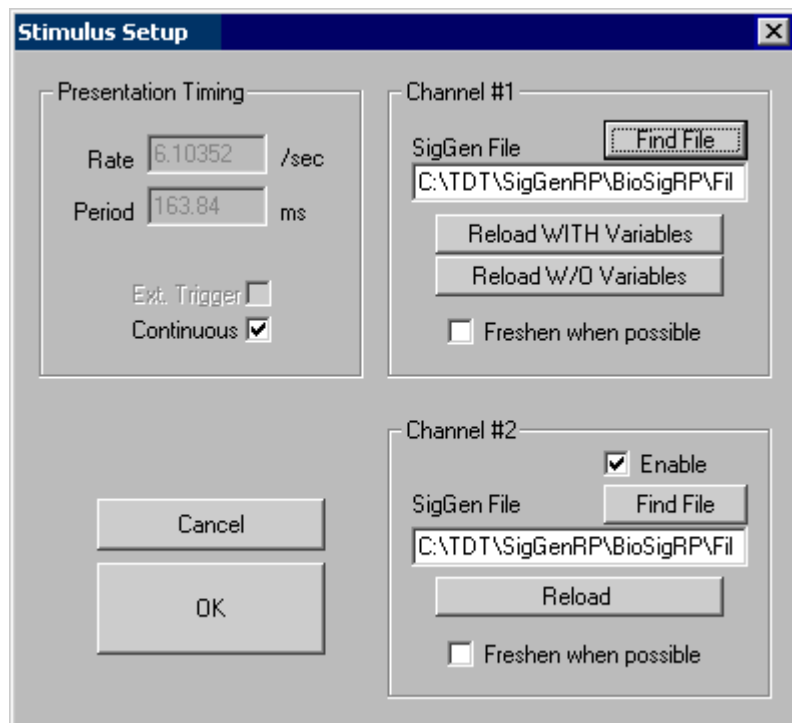 Stimulus Setup
Presentation Timing
Rate 6.10352 /sec
Period 163.84 ms
Ext. Trigger
Continuous
Cancel
OK
Channel #1
SigGen File
Find File
C:\TDT\SigGenRP\BioSigRP\Fil
Reload WITH Variables
Reload W/O Variables
Freshen when possible
Channel #2
Enable
SigGen File
Find File
C:\TDT\SigGenRP\BioSigRP\Fil
Reload
Freshen when possible